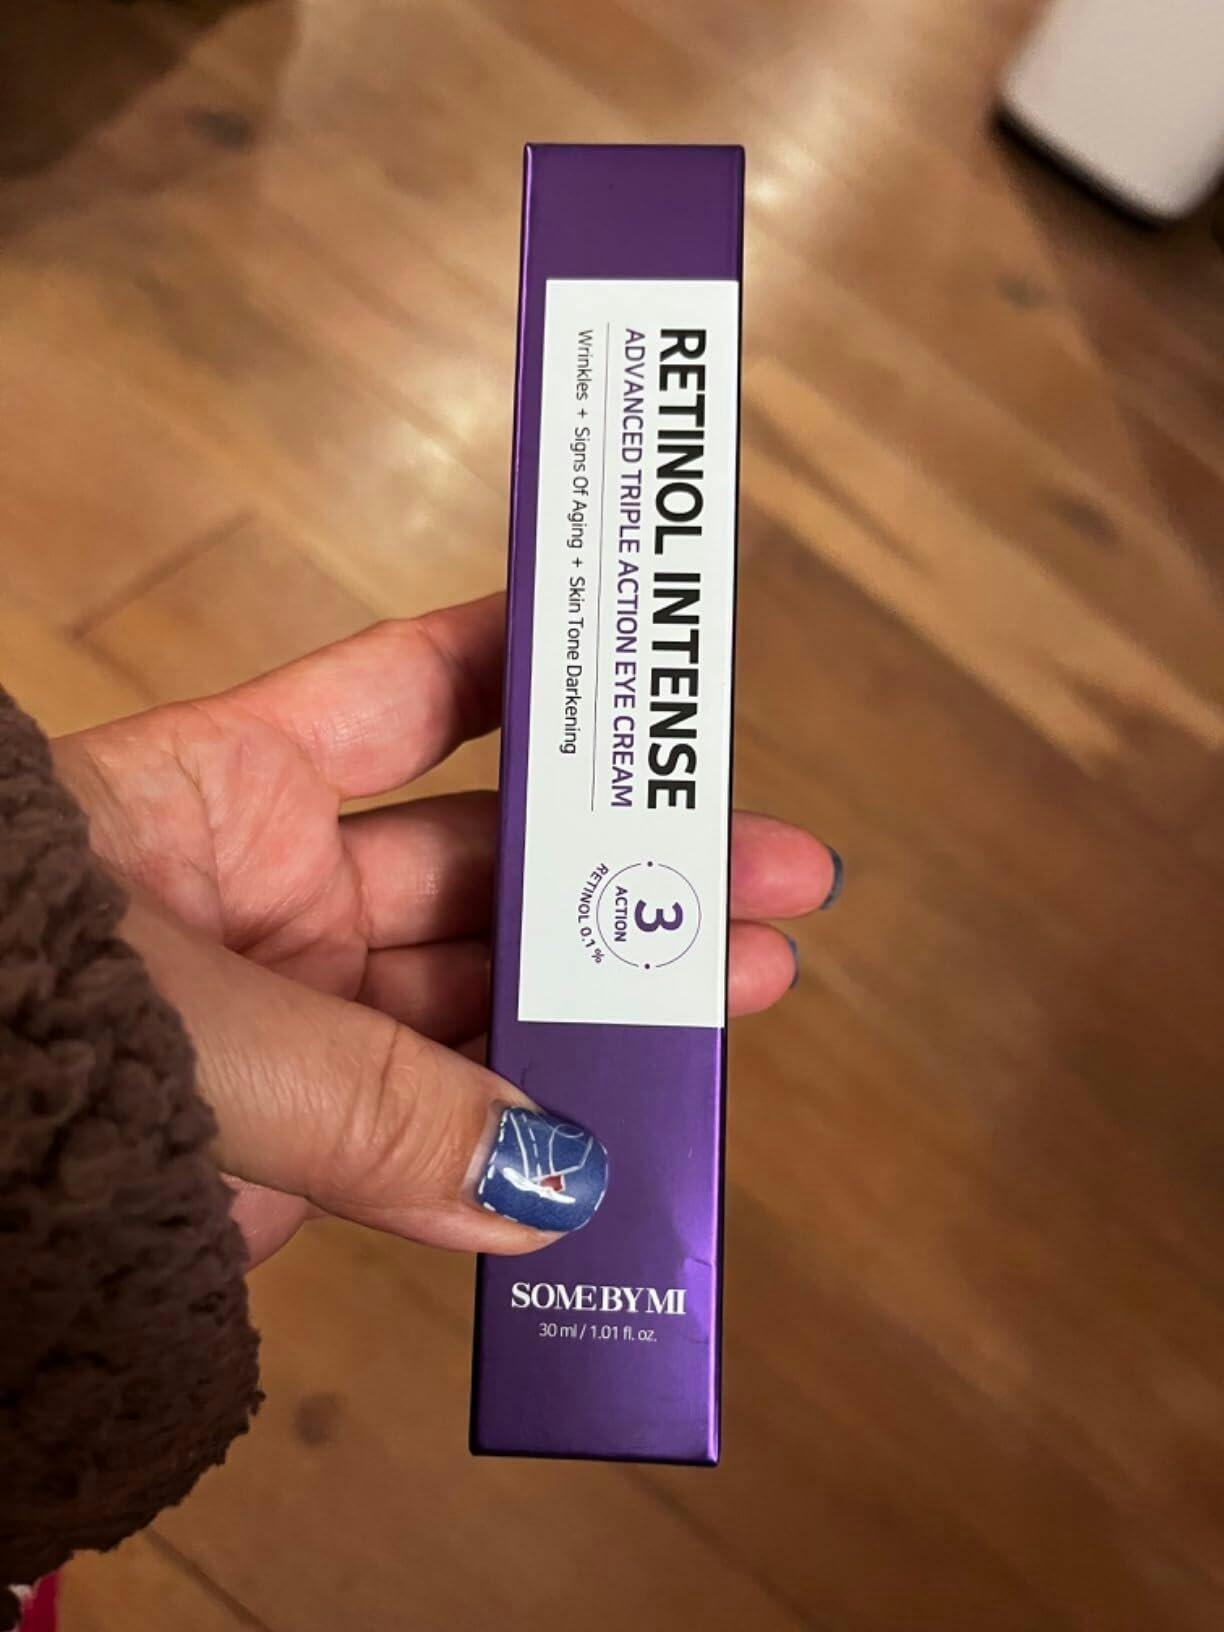 RETINOL INTENSE
ADVANCED TRIPLE ACTION EYE CREAM
Wrinkles + Signs Of Aging + Skin Tone Darkening
3
ACTION
RETINOL 0.1%
SOME BY MI
30 ml / 1.01 fl. oz.